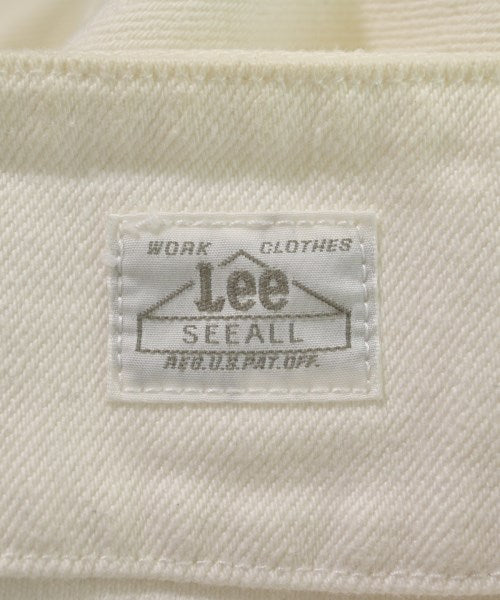 WORK CLOTHES
Lee
SEEALL
REG.U.S.PAT.OFF.